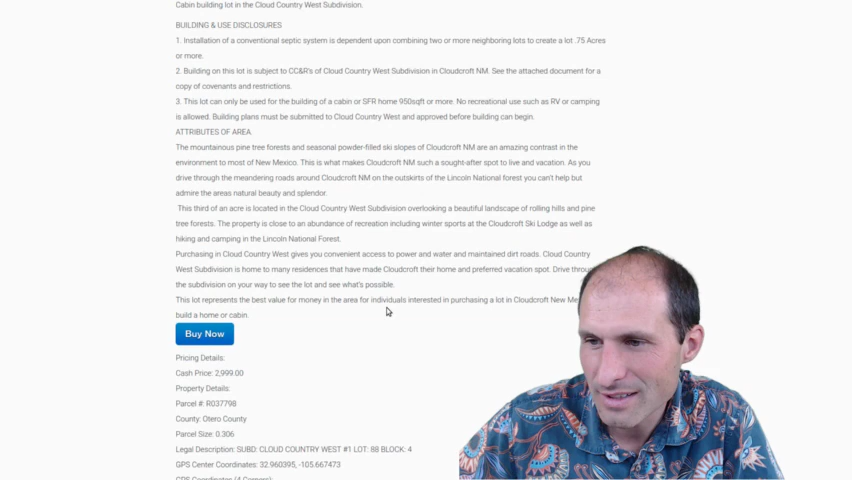 Cabin building lot in the Cloud Country West Subdivision.
BUILDING & USE DISCLOSURES
1. Installation of a conventional septic system is dependent upon combining two or more neighboring lots to create a lot .75 Acres
or more.
2. Building on this lot is subject to CC&R's of Cloud Country West Subdivision in Cloudcroft NM. See the attached document for a
copy of covenants and restrictions.
3. This lot can only be used for the building of a cabin or SFR home 950sqft or more. No recreational use such as RV or camping
is allowed. Building plans must be submitted to Cloud Country West and approved before building can begin.
ATTRIBUTES OF AREA.
The mountainous pine tree forests and seasonal powder-filled ski slopes of Cloudcroft NM are an amazing contrast in the
environment to most of New Mexico. This is what makes Cloudcroft NM such a sought-after spot to live and vacation. As you
drive through the meandering roads around Cloudcroft NM on the outskirts of the Lincoln National forest you can't help but
admire the areas natural beauty and splendor.
This third of an acre is located in the Cloud Country West Subdivision overlooking a beautiful landscape of rolling hills and pine
tree forests. The property is close to an abundance of recreation including winter sports at the Cloudcroft Ski Lodge as well as
hiking and camping in the Lincoln National Forest.
Purchasing in Cloud Country West gives you convenient access to power and water and maintained dirt roads. Cloud Country
West Subdivision is home to many residences that have made Cloudcroft their home and preferred vacation spot. Drive throu
the subdivision on your way to see the lot and see what's possible.
This lot represents the best value for money in the area for individuals interested in purchasing a lot in Cloudcroft New Me
build a home or cabin.
Buy Now
Pricing Details:
Cash Price: 2,999.00
Property Details:
Parcel #: R037798
County: Otero County
Parcel Size: 0.306
Legal Description: SUBD: CLOUD COUNTRY WEST #1 LOT: 88 BLOCK: 4
GPS Center Coordinates: 32.960395, -105.667473
GPS Coordinates (4 Corners):